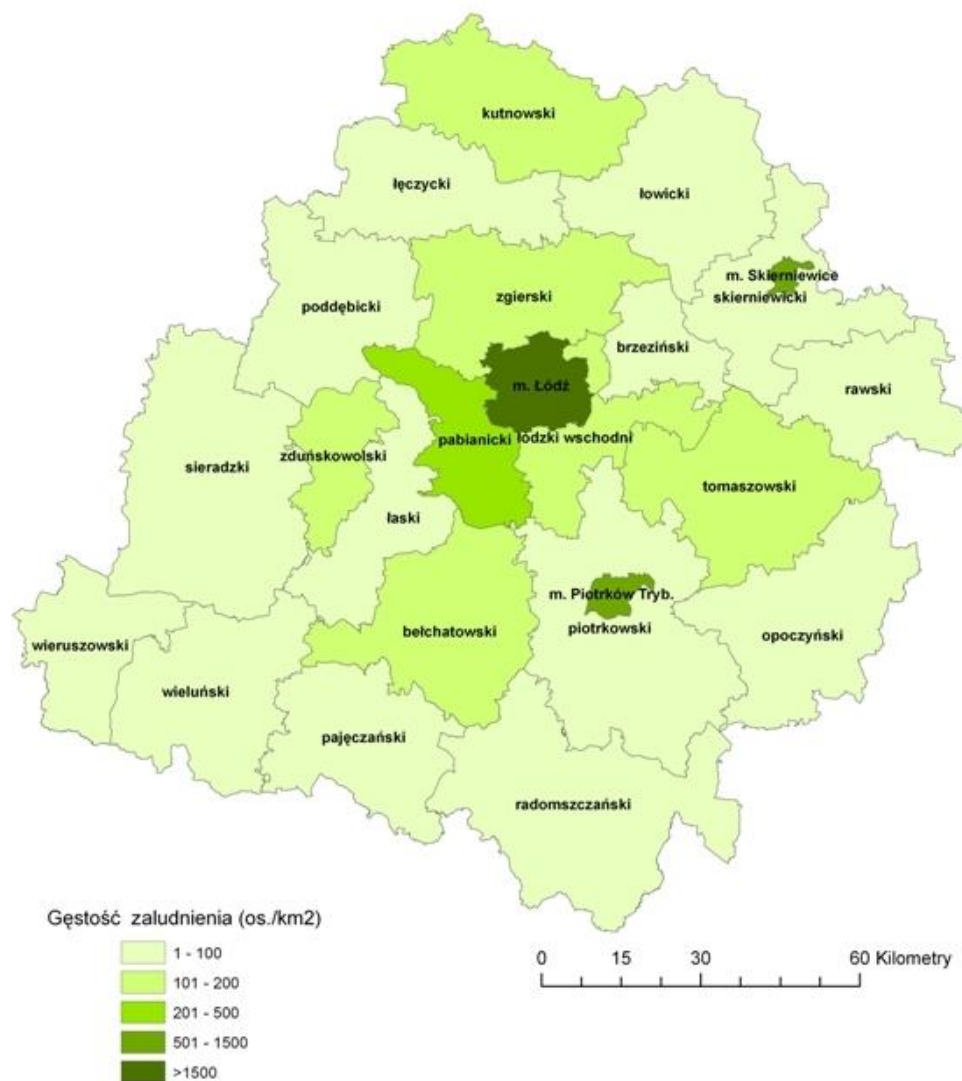 kutnowski
łęczycki
łowicki
m. Skierniewice
skierniewicki
zgierski
poddębicki
brzeziński
rawski
m. Łódź
pabianicki
łódzki wschodni
zduńskowolski
sieradzki
tomaszowski
łaski
m. Piotrków Tryb.
piotrkowski
bełchatowski
opoczyński
wieruszowski
wieluński
pajęczański
radomszczański
Gęstość zaludnienia (os./km2)
1 - 100
101 - 200
201 - 500
501 - 1500
>1500
0 15 30 60 Kilometry